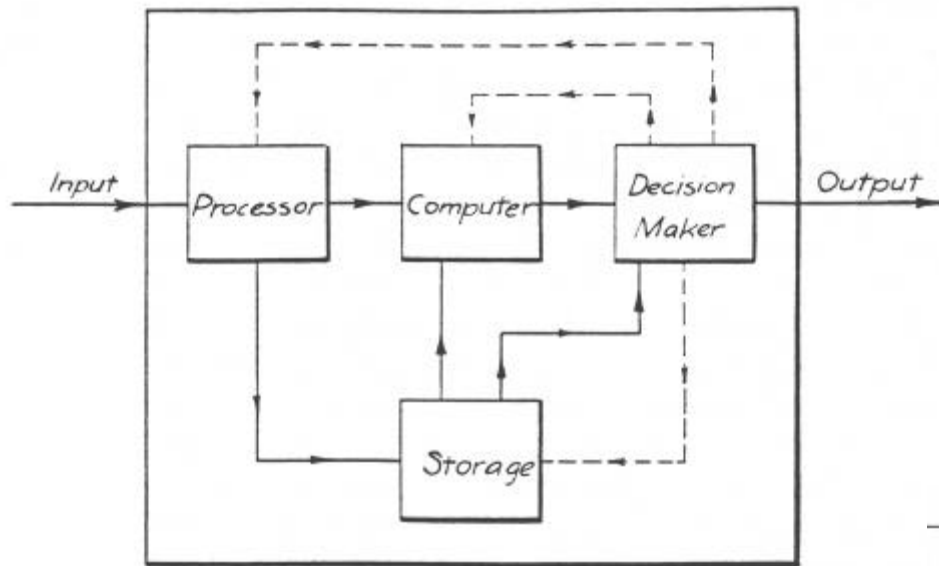 Input
Processor
Computer
Decision
Maker
Output
Storage